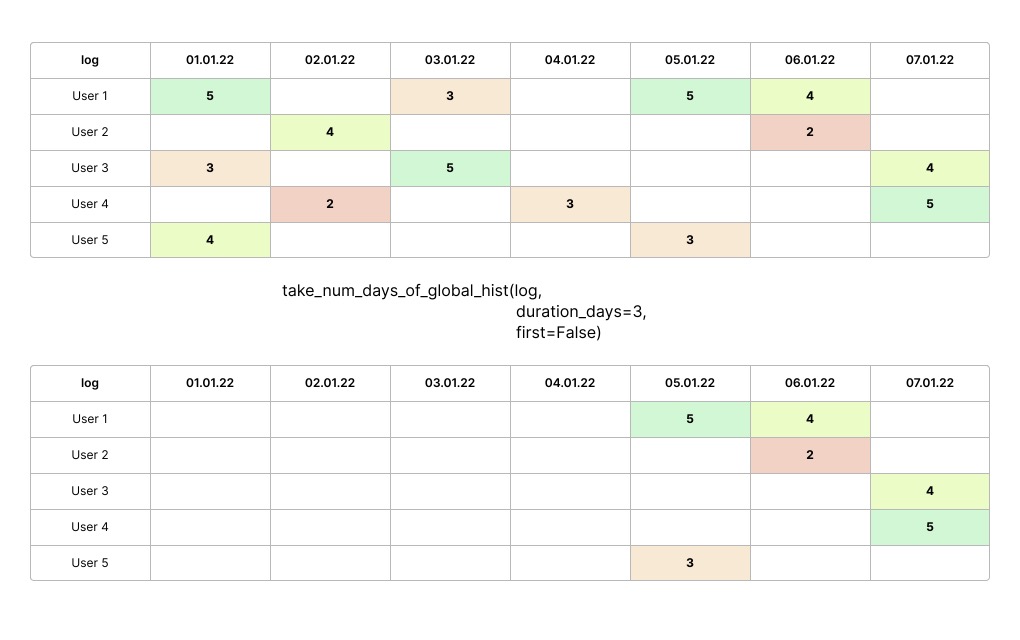 log 01.01.22 02.01.22 03.01.22 04.01.22 05.01.22 06.01.22 07.01.22
User 1 5 3 5 4
User 2 4 2
User 3 3 5 4
User 4 2 3 5
User 5 4 3
take_num_days_of_global_hist(log,
duration_days=3,
first=False)
log 01.01.22 02.01.22 03.01.22 04.01.22 05.01.22 06.01.22 07.01.22
User 1 5 4
User 2 2
User 3 4
User 4 5
User 5 3